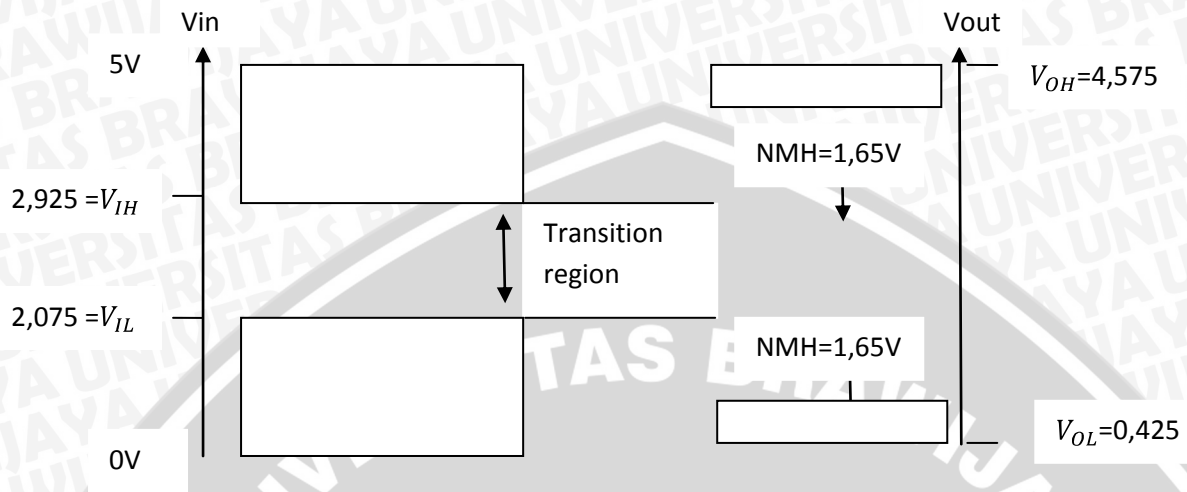 Vin
Vout
5V
V_OH=4,575
NMH=1,65V
2,925 =V_IH
Transition
region
2,075 =V_IL
NMH=1,65V
V_OL=0,425
0V